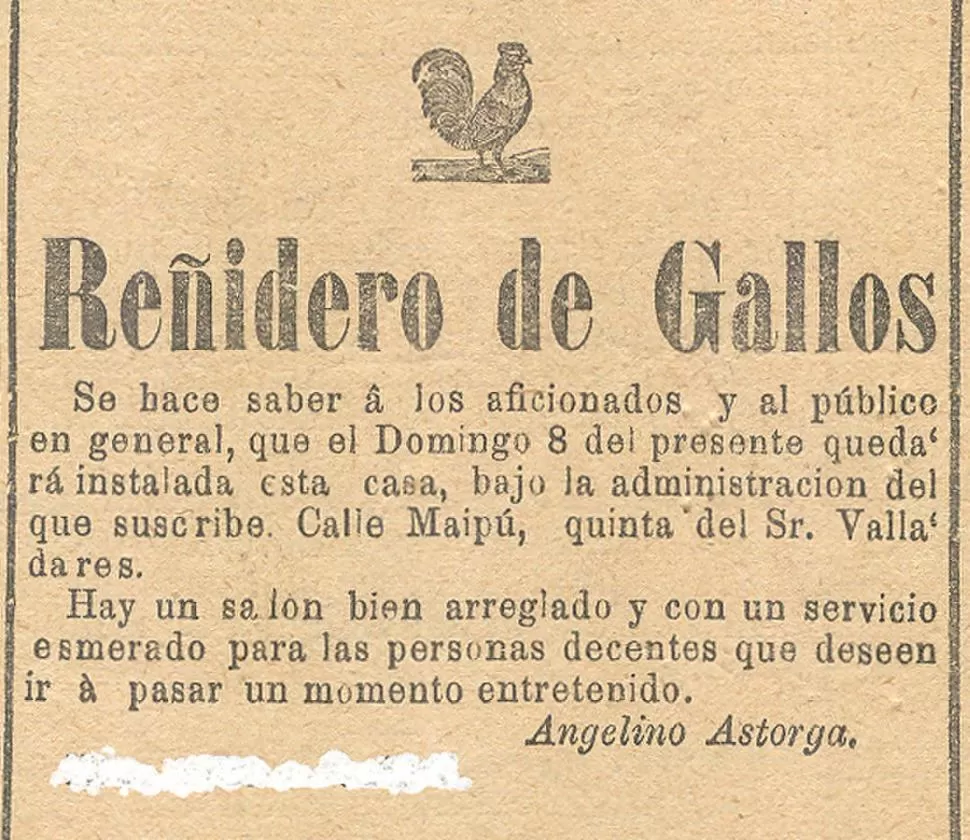 Reñidero de Gallos
Se hace saber â los aficionados y al público
en general, que el Domingo 8 del presente queda‘
rá instalada esta casa, bajo la administracion del
que suscribe. Calle Maipú, quinta del Sr. Valla‘
dares.
Hay un salon bien arreglado y con un servicio
esmerado para las personas decentes que deseen
ir à pasar un momento entretenido.
Angelino Astorga.